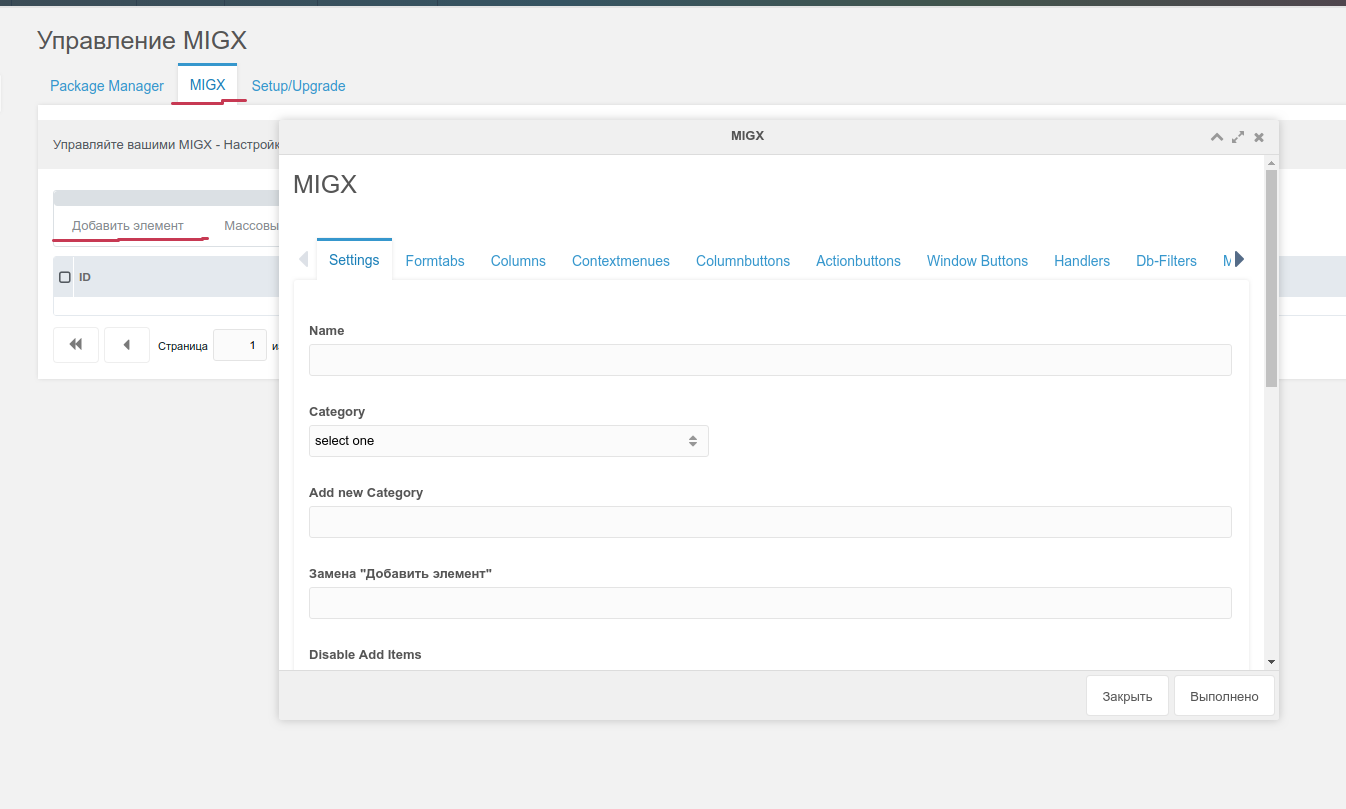 Управление MIGX
Package Manager MIGX Setup/Upgrade
Управляйте вашими MIGX - Настройк
MIGX
MIGX
Добавить элемент Массовы
Settings Formtabs Columns Contextmenues Columnbuttons Actionbuttons Window Buttons Handlers Db-Filters M
ID
Страница 1 и
Name
Category
select one
Add new Category
Замена "Добавить элемент"
Disable Add Items
Закрыть Выполнено